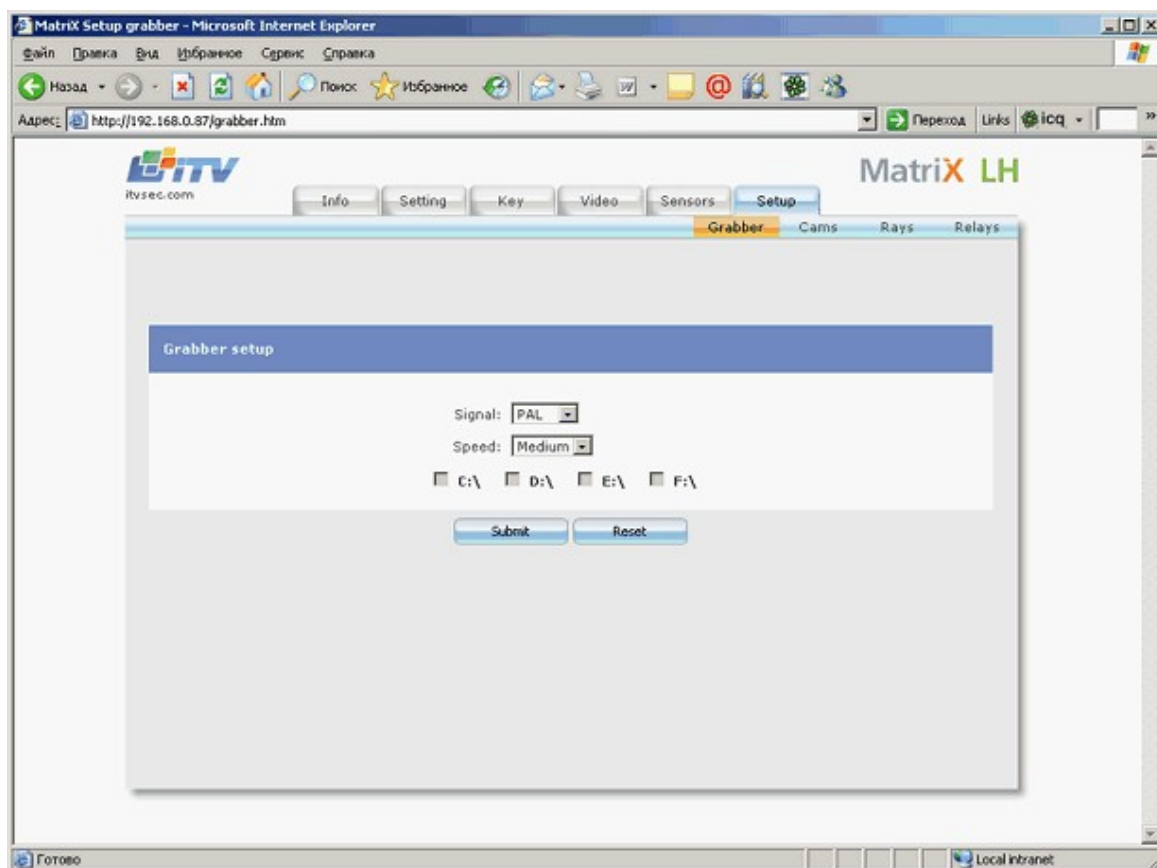 MatriX Setup grabber - Microsoft Internet Explorer
Файл Правка Вид Избранное Сервис Справка
Назад Поиск Избранное
Адрес: http://192.168.0.87/grabber.htm Переход Links icq
iTV
itvsec.com
MatriX LH
Info Setting Key Video Sensors Setup
Grabber Cams Rays Relays
Grabber setup
Signal: PAL
Speed: Medium
C:\ D:\ E:\ F:\
Submit Reset
Готово Local intranet